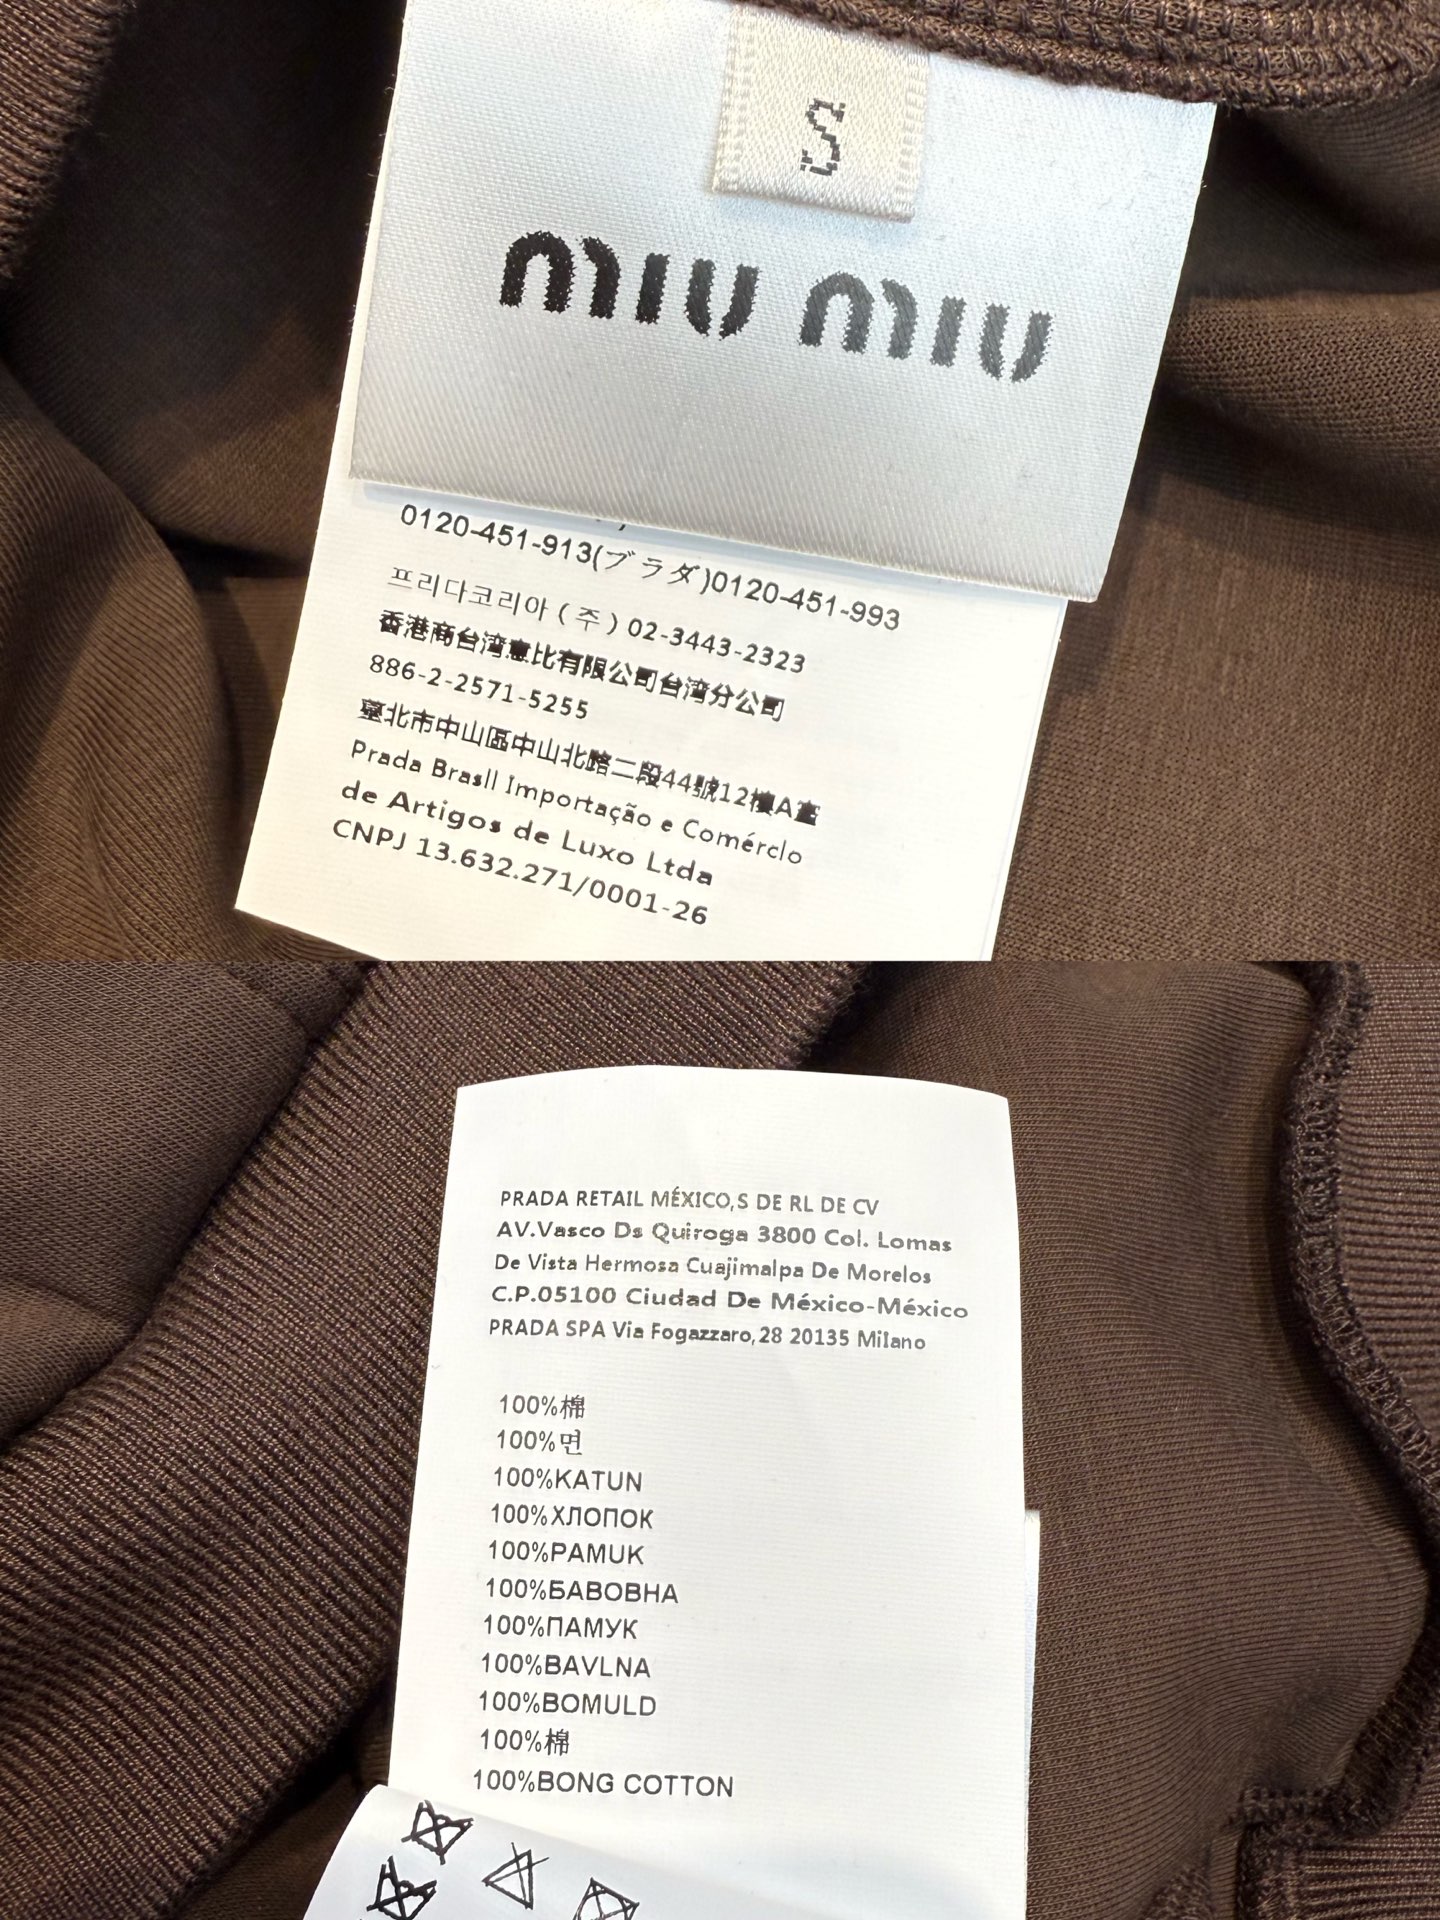 S
miu miu
0120-451-913(プラダ)0120-451-993
프리다코리아(주)02-3443-2323
香港商台湾意比有限公司台湾分公司
886-2-2571-5255
臺北市中山區中山北路二段44號12樓A室
Prada Brasll Importação e Comérclo
de Artigos de Luxo Ltda
CNPJ 13.632.271/0001-26
PRADA RETAIL MÉXICO,S DE RL DE CV
AV.Vasco Ds Quiroga 3800 Col. Lomas
De Vista Hermosa Cuajimalpa De Morelos
C.P.05100 Ciudad De México-México
PRADA SPA Via Fogazzaro,28 20135 Milano
100%棉
100%면
100%KATUN
100%ХЛОПОК
100%PAMUK
100%БАВОВНА
100%ПАМУК
100%BAVLNA
100%BOMULD
100%棉
100%BONG COTTON